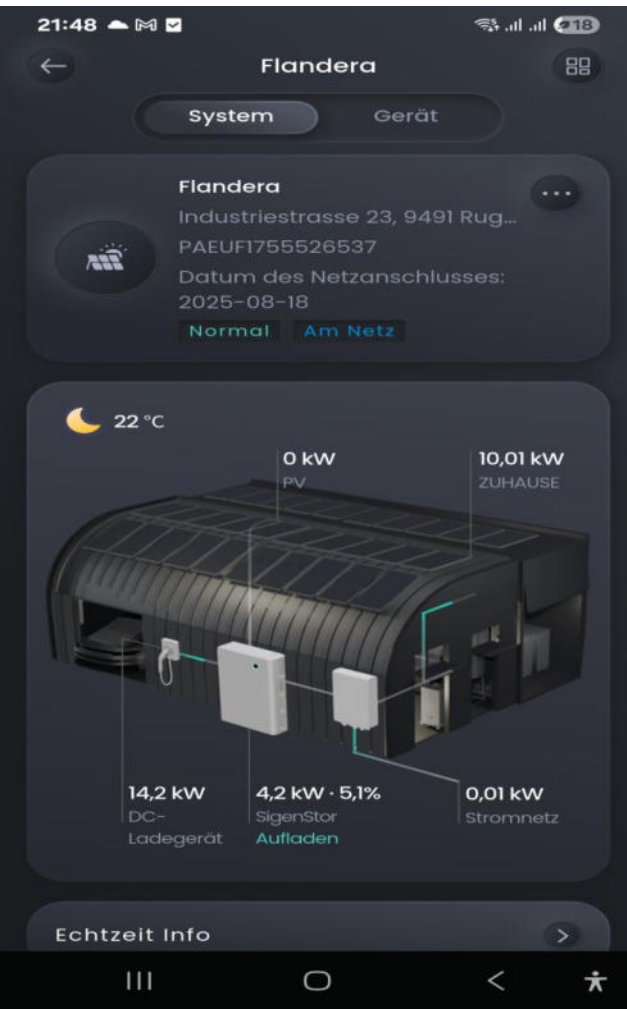 21:48
18
Flandera
System Gerät
Flandera
Industriestrasse 23, 9491 Rug...
PAEUF1755526537
Datum des Netzanschlusses:
2025-08-18
Normal Am Netz
22 °C
0 kW
PV
10,01 kW
ZUHAUSE
14,2 kW
DC-
Ladegerät
4,2 kW · 5,1%
SigenStor
Aufladen
0,01 kW
Stromnetz
Echtzeit Info